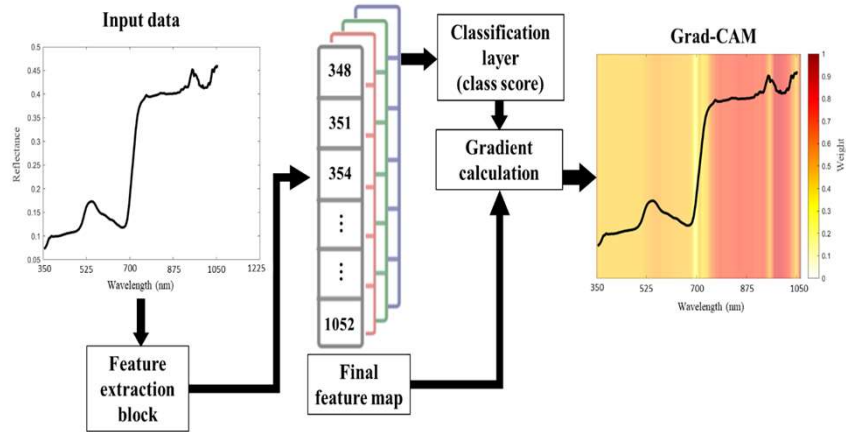 Input data
0.5
0.45
0.4
0.35
0.3
0.25
0.2
0.15
0.1
0.05
Reflectance
350
525
700
875
1050
1225
Wavelength (nm)
Feature
extraction
block
348
351
354
⋮
⋮
1052
Final
feature map
Classification
layer
(class score)
Gradient
calculation
Grad-CAM
350
525
700
875
1050
Wavelength (nm)
1
0.9
0.8
0.7
0.6
0.5
0.4
0.3
0.2
0.1
0
Weight